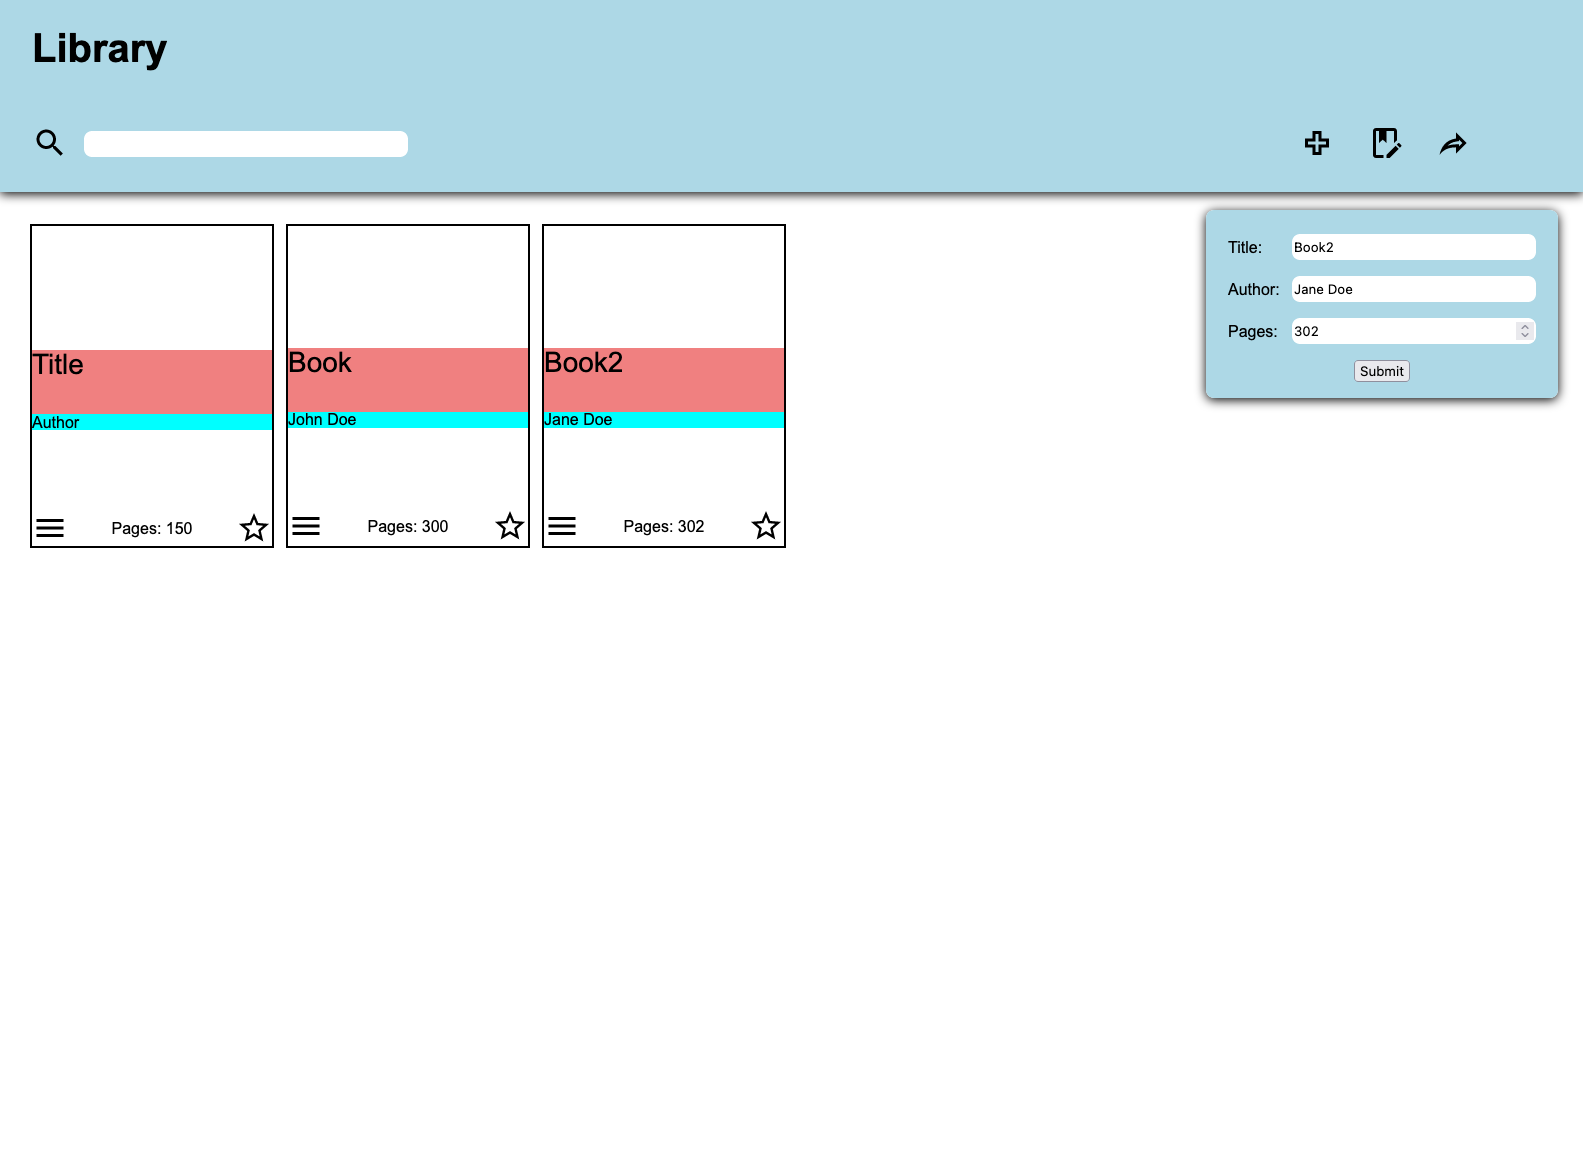 Library
Title
Author
Pages: 150
Book
John Doe
Pages: 300
Book2
Jane Doe
Pages: 302
Title: Book2
Author: Jane Doe
Pages: 302
Submit